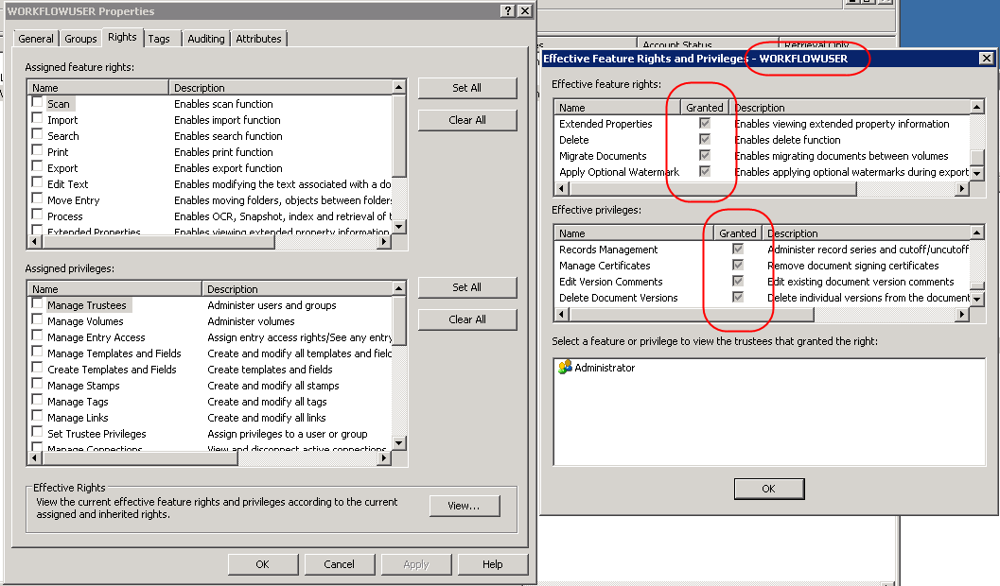 WORKFLOWUSER Properties
General Groups Rights Tags Auditing Attributes
Assigned feature rights:
Name Description
Scan Enables scan function
Import Enables import function
Search Enables search function
Print Enables print function
Export Enables export function
Edit Text Enables modifying the text associated with a do
Move Entry Enables moving folders, objects between folders
Process Enables OCR, Snapshot, index and retrieval of t
Extended Properties Enables viewing extended property information
Set All
Clear All
Assigned privileges:
Name Description
Manage Trustees Administer users and groups
Manage Volumes Administer volumes
Manage Entry Access Assign entry access rights/See any entry
Manage Templates and Fields Create and modify all templates and field
Create Templates and Fields Create templates and fields
Manage Stamps Create and modify all stamps
Manage Tags Create and modify all tags
Manage Links Create and modify all links
Set Trustee Privileges Assign privileges to a user or group
Manage Connections View and disconnect active connections
Set All
Clear All
Effective Rights
View the current effective feature rights and privileges according to the current
assigned and inherited rights.
View...
OK Cancel Apply Help
Account Status Retrieval Only
Effective Feature Rights and Privileges - WORKFLOWUSER
Effective feature rights:
Name Granted Description
Extended Properties Enables viewing extended property information
Delete Enables delete function
Migrate Documents Enables migrating documents between volumes
Apply Optional Watermark Enables applying optional watermarks during export
Effective privileges:
Name Granted Description
Records Management Administer record series and cutoff/uncutoff
Manage Certificates Remove document signing certificates
Edit Version Comments Edit existing document version comments
Delete Document Versions Delete individual versions from the document
Select a feature or privilege to view the trustees that granted the right:
Administrator
OK